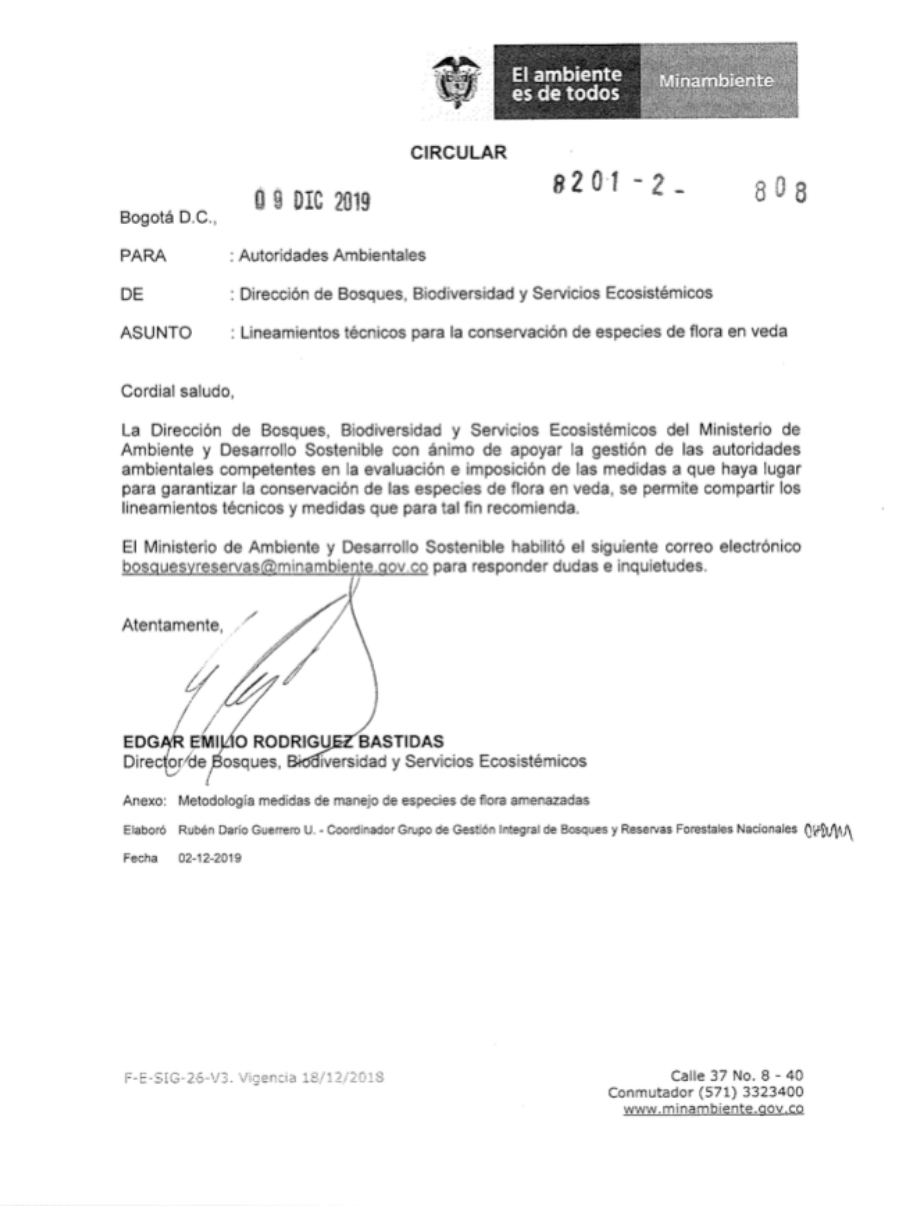 El ambiente
es de todos
Minambiente
CIRCULAR
8201 - 2 - 808
09 DIC 2019
Bogotá D.C.,
PARA : Autoridades Ambientales
DE : Dirección de Bosques, Biodiversidad y Servicios Ecosistémicos
ASUNTO : Lineamientos técnicos para la conservación de especies de flora en veda
Cordial saludo,
La Dirección de Bosques, Biodiversidad y Servicios Ecosistémicos del Ministerio de
Ambiente y Desarrollo Sostenible con ánimo de apoyar la gestión de las autoridades
ambientales competentes en la evaluación e imposición de las medidas a que haya lugar
para garantizar la conservación de las especies de flora en veda, se permite compartir los
lineamientos técnicos y medidas que para tal fin recomienda.
El Ministerio de Ambiente y Desarrollo Sostenible habilitó el siguiente correo electrónico
bosquesyreservas@minambiente.gov.co para responder dudas e inquietudes.
Atentamente,
EDGAR EMILIO RODRIGUEZ BASTIDAS
Director de Bosques, Biodiversidad y Servicios Ecosistémicos
Anexo: Metodología medidas de manejo de especies de flora amenazadas
Elaboró Rubén Darío Guerrero U. - Coordinador Grupo de Gestión Integral de Bosques y Reservas Forestales Nacionales
Fecha 02-12-2019
F-E-SIG-26-V3. Vigencia 18/12/2018
Calle 37 No. 8 - 40
Conmutador (571) 3323400
www.minambiente.gov.co